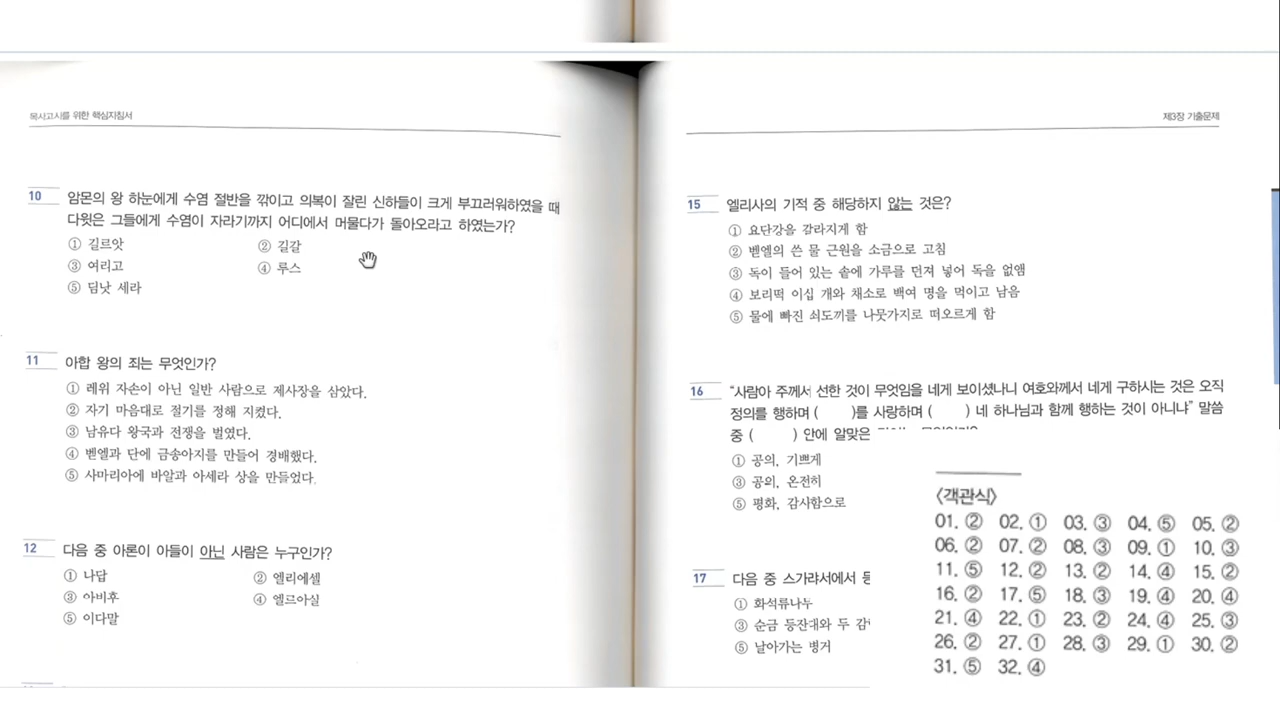 목사고시를 위한 핵심지침서
10 암몬의 왕 하눈에게 수염 절반을 깎이고 의복이 잘린 신하들이 크게 부끄러워하였을 때
다윗은 그들에게 수염이 자라기까지 어디에서 머물다가 돌아오라고 하였는가?
① 길르앗 ② 길갈
③ 여리고 ④ 루스
⑤ 딤낫 세라
11 아합 왕의 죄는 무엇인가?
① 레위 자손이 아닌 일반 사람으로 제사장을 삼았다.
② 자기 마음대로 절기를 정해 지켰다.
③ 남유다 왕국과 전쟁을 벌였다.
④ 벧엘과 단에 금송아지를 만들어 경배했다.
⑤ 사마리아에 바알과 아세라 상을 만들었다.
12 다음 중 아론이 아들이 아닌 사람은 누구인가?
① 나답 ② 엘리에셀
③ 아비후 ④ 엘르아살
⑤ 이다말
제3장 기출문제
15 엘리사의 기적 중 해당하지 않는 것은?
① 요단강을 갈라지게 함
② 벧엘의 쓴 물 근원을 소금으로 고침
③ 독이 들어 있는 솥에 가루를 던져 넣어 독을 없앰
④ 보리떡 이십 개와 채소로 백여 명을 먹이고 남음
⑤ 물에 빠진 쇠도끼를 나뭇가지로 떠오르게 함
16 "사람아 주께서 선한 것이 무엇임을 네게 보이셨나니 여호와께서 네게 구하시는 것은 오직
정의를 행하며 ( )를 사랑하며 ( ) 네 하나님과 함께 행하는 것이 아니냐" 말씀
중 ( ) 안에 알맞은
① 공의, 기쁘게
③ 공의, 온전히
⑤ 평화, 감사함으로
17 다음 중 스가랴서에서
① 화석류나무
③ 순금 등잔대와 두 감
⑤ 날아가는 병거
〈객관식〉
01. ② 02. ① 03. ③ 04. ⑤ 05. ②
06. ② 07. ② 08. ③ 09. ① 10. ③
11. ⑤ 12. ② 13. ② 14. ④ 15. ②
16. ② 17. ⑤ 18. ③ 19. ④ 20. ④
21. ④ 22. ① 23. ② 24. ④ 25. ③
26. ② 27. ① 28. ③ 29. ① 30. ②
31. ⑤ 32. ④